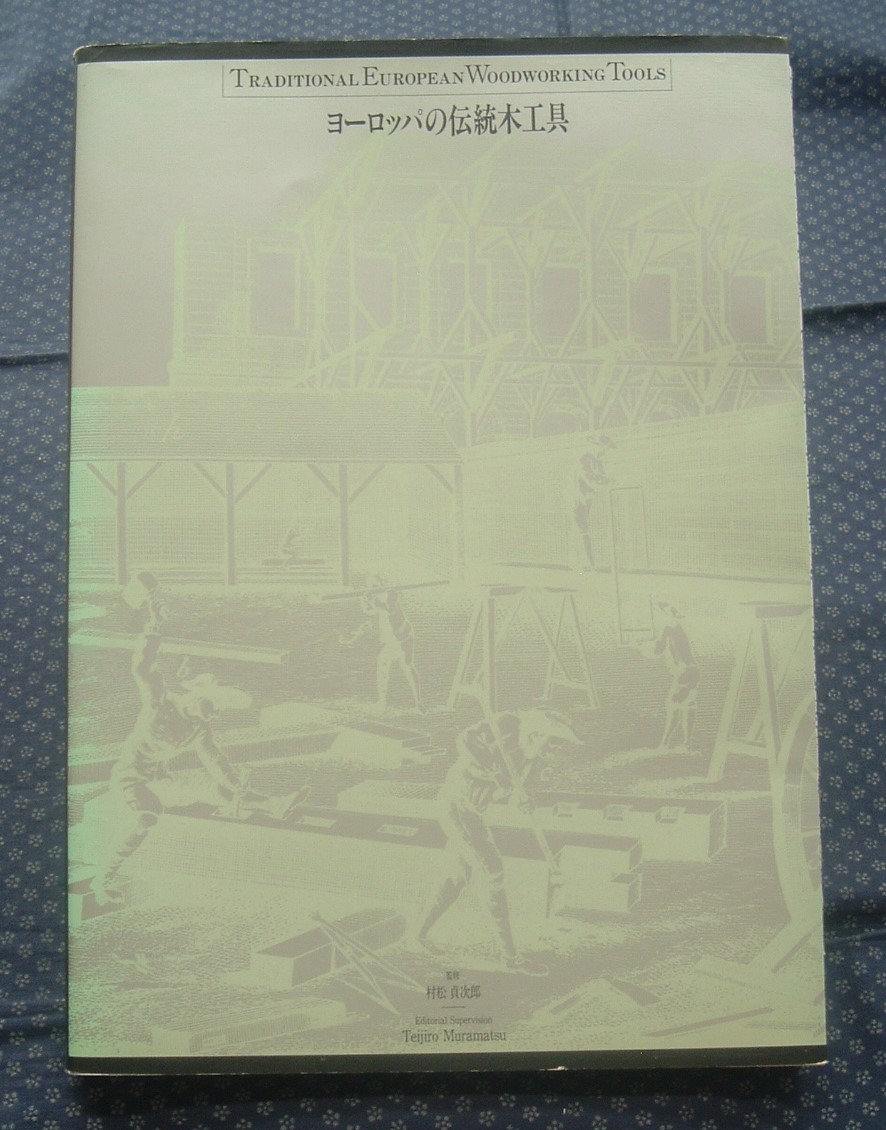 TRADITIONAL EUROPEAN WOODWORKING TOOLS
ヨーロッパの伝統木工具
h
b
監修
村松 貞次郎
Editorial Supervision
Teijiro Muramatsu